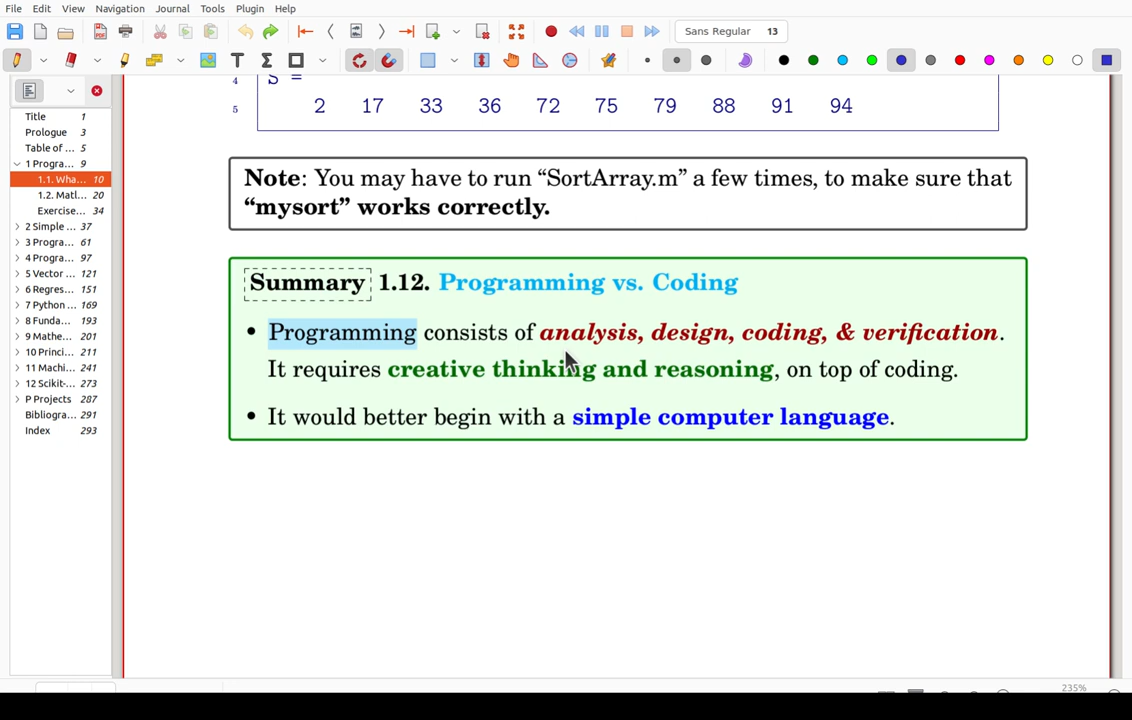 File Edit View Navigation Journal Tools Plugin Help
Sans Regular 13
Title 1
Prologue 3
Table of ... 5
1 Progra... 9
1.1. Wha... 10
1.2. Matl... 20
Exercise... 34
2 Simple ... 37
3 Progra... 61
4 Progra... 97
5 Vector ... 121
6 Regres... 151
7 Python ... 169
8 Funda... 193
9 Mathe... 201
10 Princi... 211
11 Machi... 241
12 Scikit-... 273
P Projects 287
Bibliogra... 291
Index 293
4 S =
5 2 17 33 36 72 75 79 88 91 94
Note: You may have to run “SortArray.m” a few times, to make sure that
“mysort” works correctly.
Summary 1.12. Programming vs. Coding
• Programming consists of analysis, design, coding, & verification.
It requires creative thinking and reasoning, on top of coding.
• It would better begin with a simple computer language.
235%